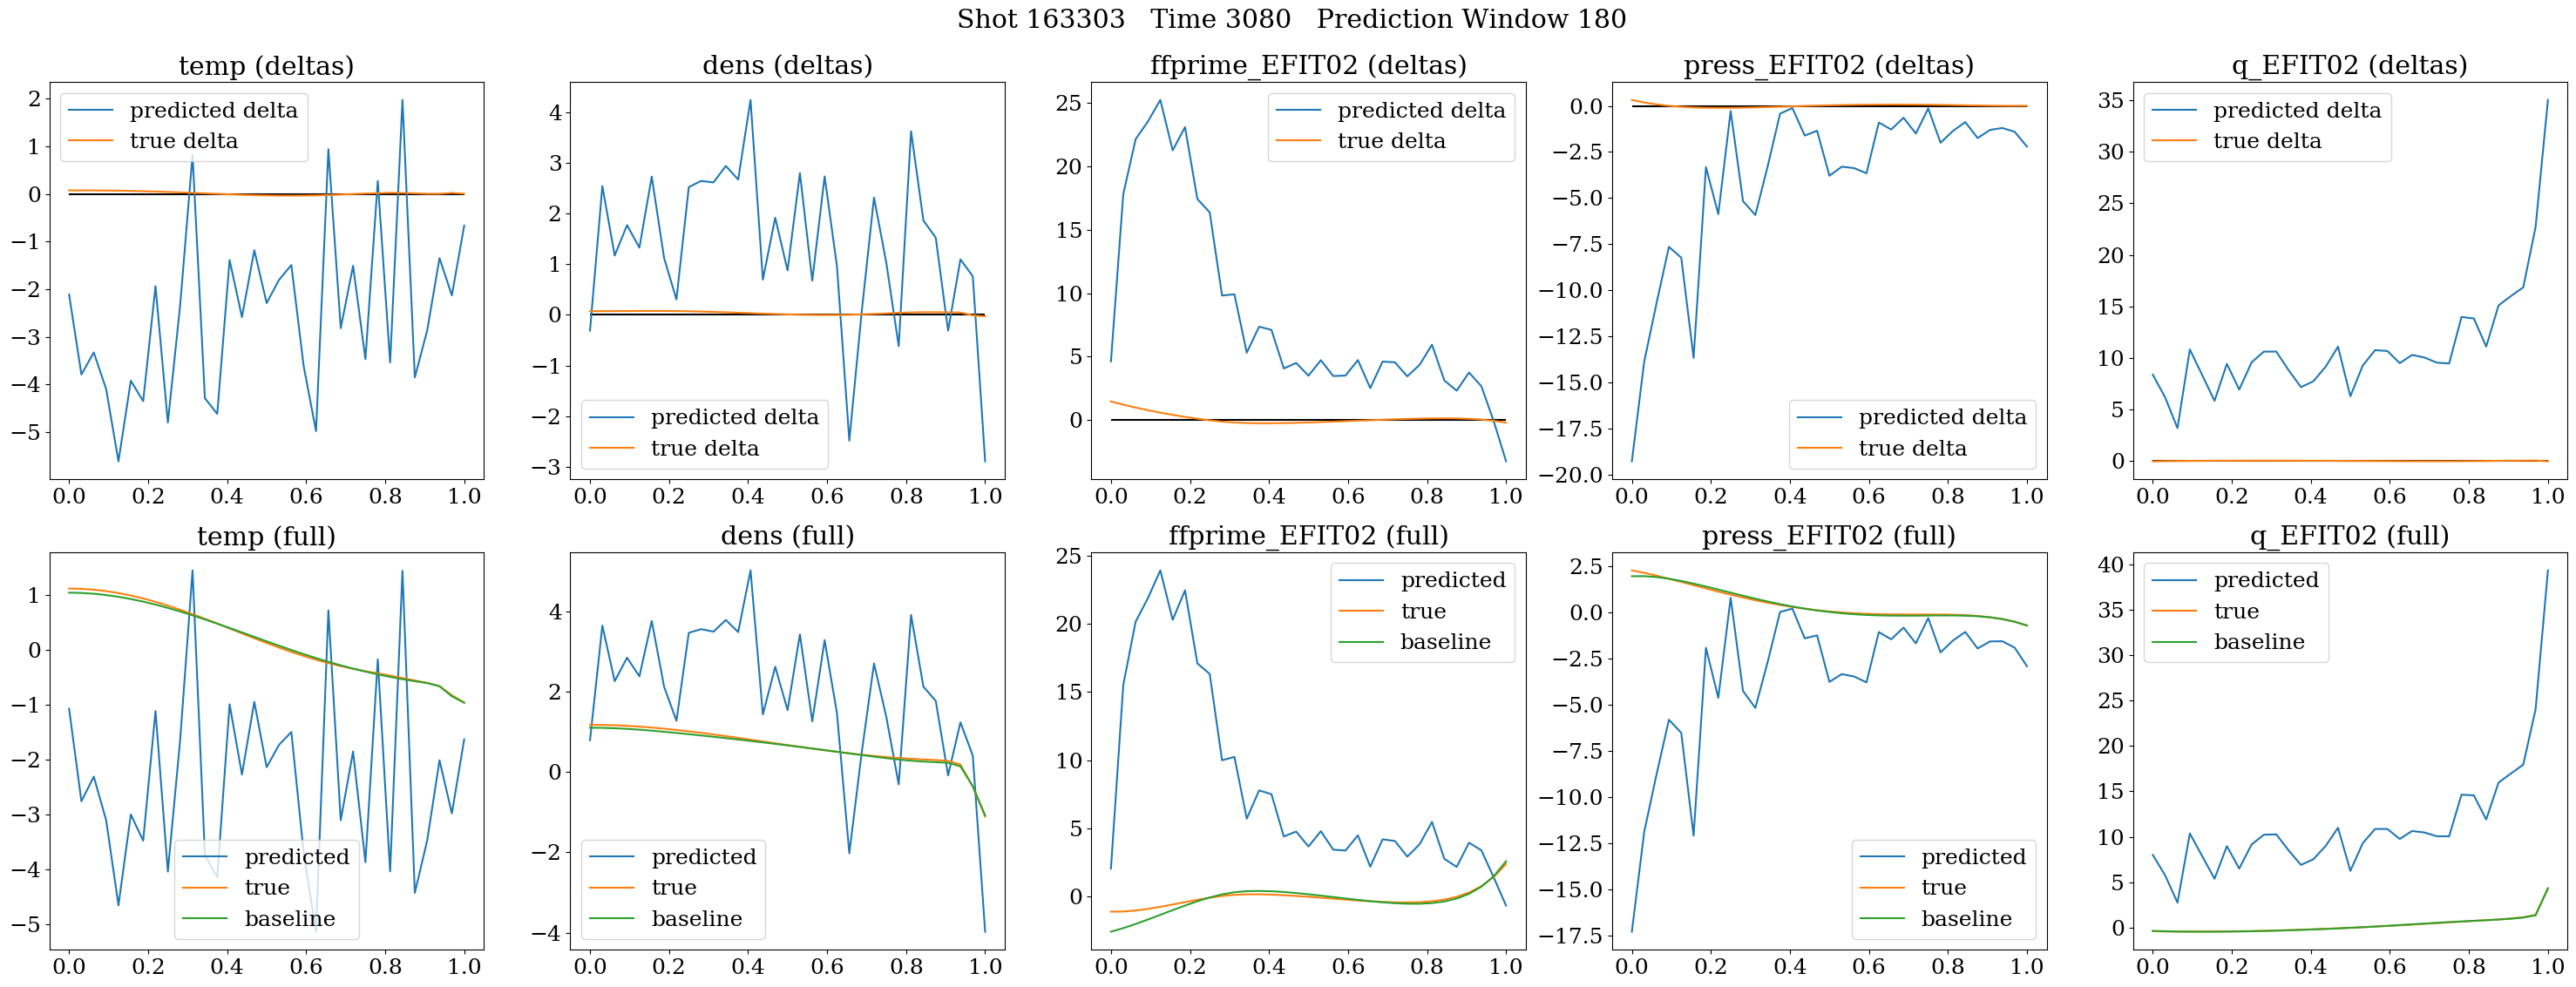 Shot 163303   Time 3080   Prediction Window 180
temp (deltas)
2
1
0
−1
−2
−3
−4
−5
0.0 0.2 0.4 0.6 0.8 1.0
predicted delta
true delta
dens (deltas)
4
3
2
1
0
−1
−2
−3
0.0 0.2 0.4 0.6 0.8 1.0
predicted delta
true delta
ffprime_EFIT02 (deltas)
25
20
15
10
5
0
0.0 0.2 0.4 0.6 0.8 1.0
predicted delta
true delta
press_EFIT02 (deltas)
0.0
−2.5
−5.0
−7.5
−10.0
−12.5
−15.0
−17.5
−20.0
0.0 0.2 0.4 0.6 0.8 1.0
predicted delta
true delta
q_EFIT02 (deltas)
35
30
25
20
15
10
5
0
0.0 0.2 0.4 0.6 0.8 1.0
predicted delta
true delta
temp (full)
1
0
−1
−2
−3
−4
−5
0.0 0.2 0.4 0.6 0.8 1.0
predicted
true
baseline
dens (full)
4
2
0
−2
−4
0.0 0.2 0.4 0.6 0.8 1.0
predicted
true
baseline
ffprime_EFIT02 (full)
25
20
15
10
5
0
0.0 0.2 0.4 0.6 0.8 1.0
predicted
true
baseline
press_EFIT02 (full)
2.5
0.0
−2.5
−5.0
−7.5
−10.0
−12.5
−15.0
−17.5
0.0 0.2 0.4 0.6 0.8 1.0
predicted
true
baseline
q_EFIT02 (full)
40
35
30
25
20
15
10
5
0
0.0 0.2 0.4 0.6 0.8 1.0
predicted
true
baseline